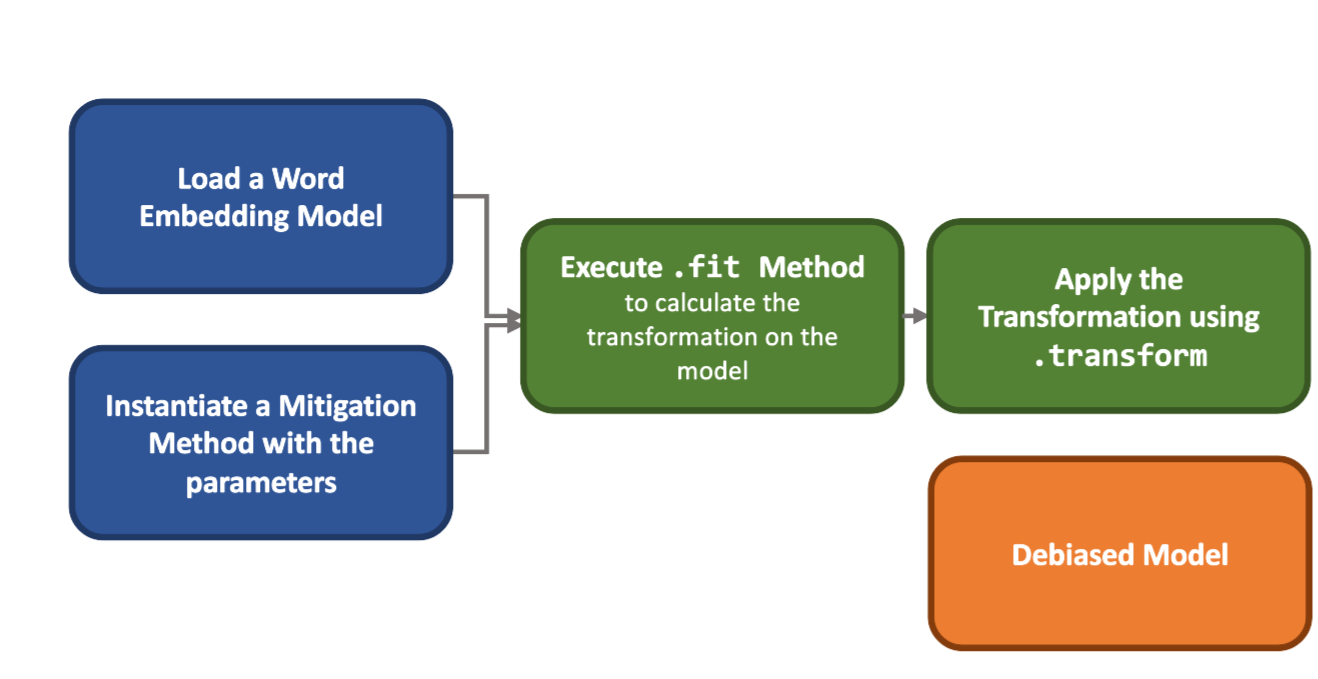 Load a Word
Embedding Model
Instantiate a Mitigation
Method with the
parameters
Execute .fit Method
to calculate the
transformation on the
model
Apply the
Transformation using
.transform
Debiased Model